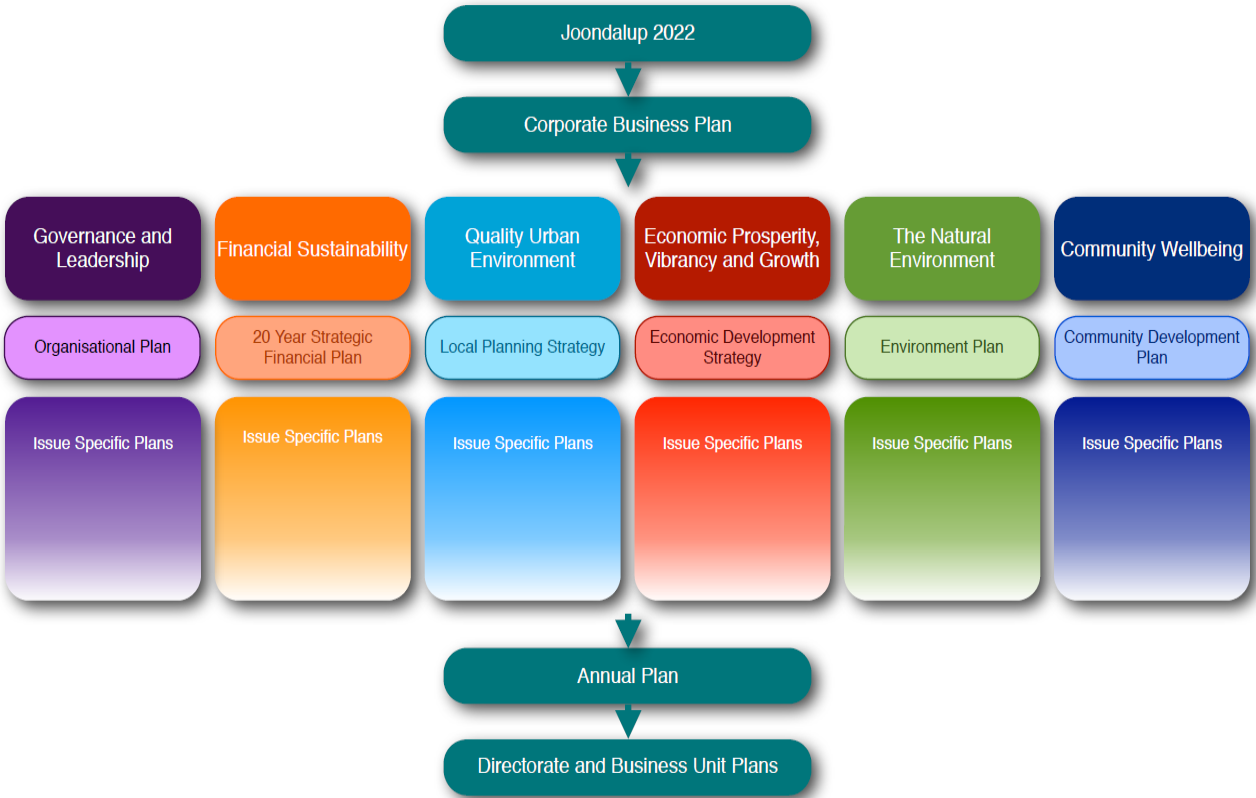 Joondalup 2022
Corporate Business Plan
Governance and
Leadership
Financial Sustainability
Quality Urban
Environment
Economic Prosperity,
Vibrancy and Growth
The Natural
Environment
Community Wellbeing
Organisational Plan
20 Year Strategic
Financial Plan
Local Planning Strategy
Economic Development
Strategy
Environment Plan
Community Development
Plan
Issue Specific Plans
Issue Specific Plans
Issue Specific Plans
Issue Specific Plans
Issue Specific Plans
Issue Specific Plans
Annual Plan
Directorate and Business Unit Plans